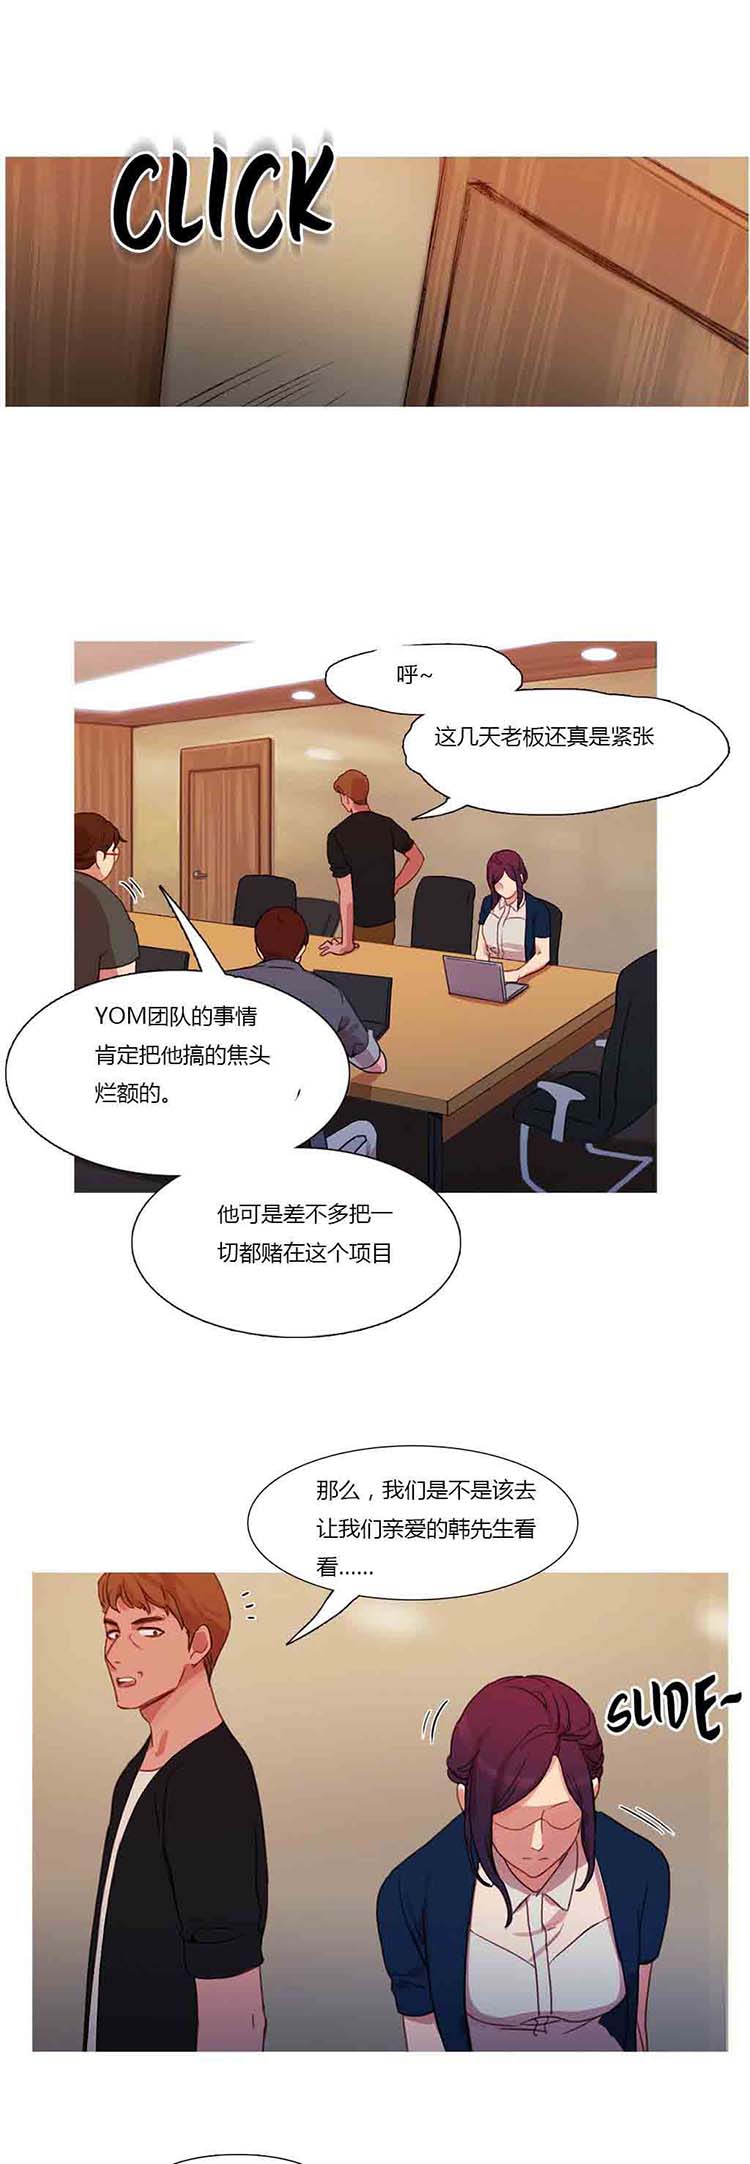 CLICK
呼~
这几天老板还真是紧张
YOM团队的事情
肯定把他搞的焦头
烂额的。
他可是差不多把一
切都赌在这个项目
那么，我们是不是该去
让我们亲爱的韩先生看
看……
SLIDE~